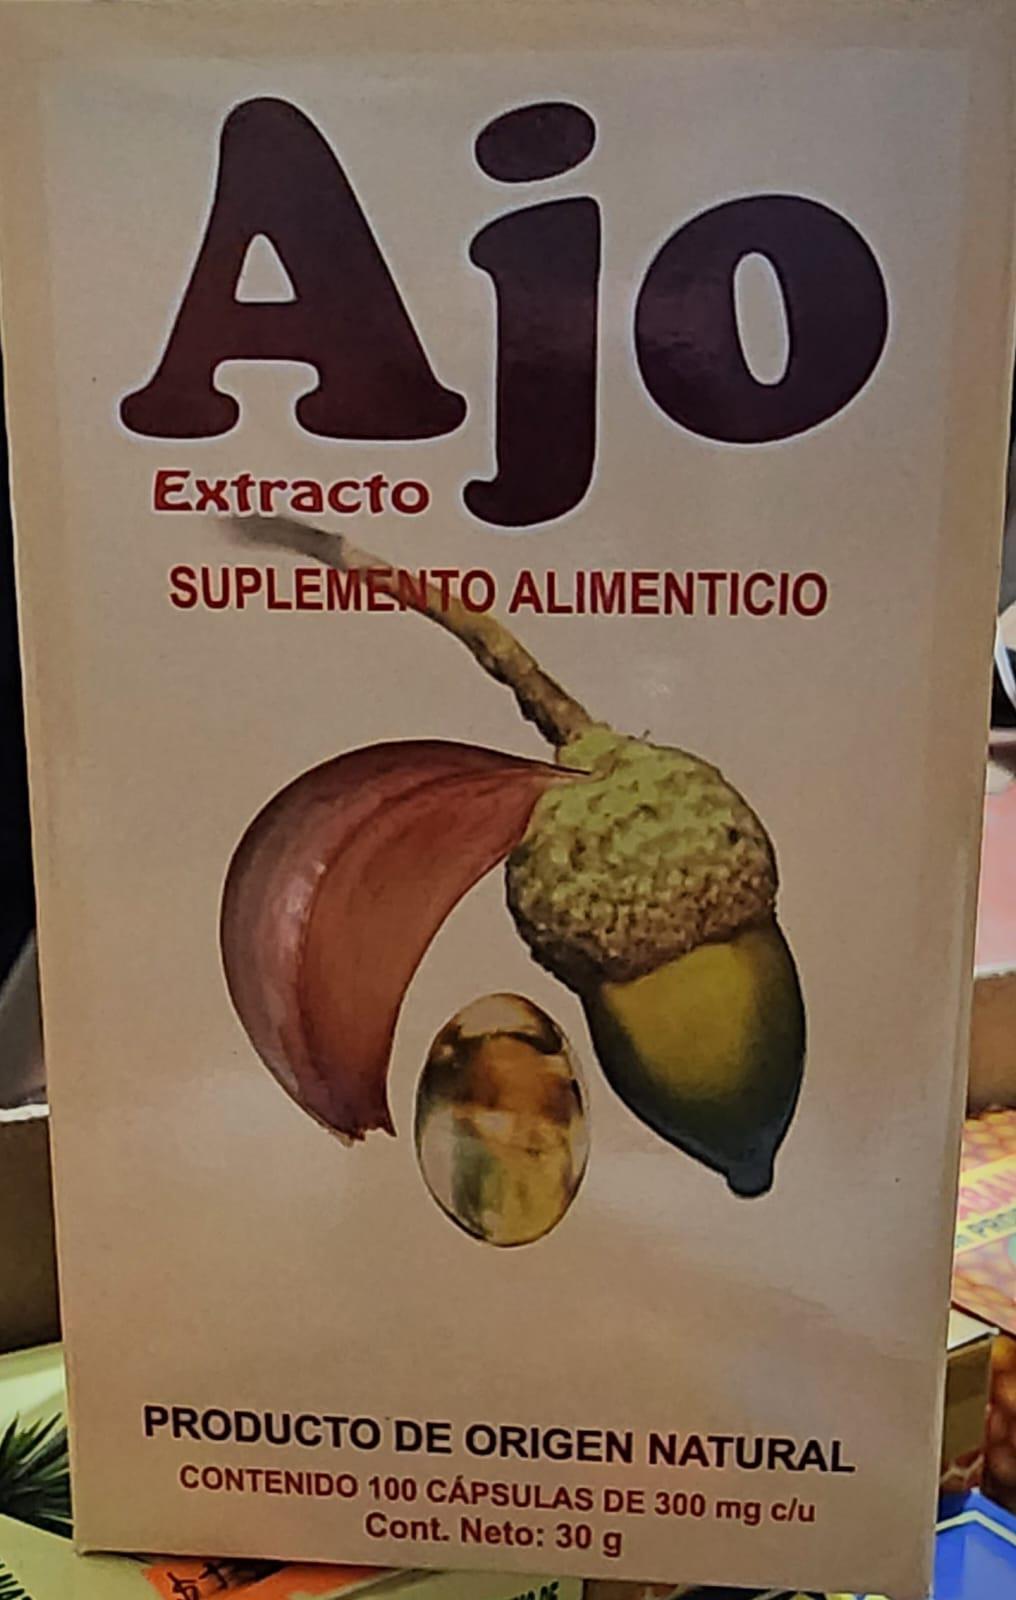 Ajo
Extracto
SUPLEMENTO ALIMENTICIO
PRODUCTO DE ORIGEN NATURAL
CONTENIDO 100 CÁPSULAS DE 300 mg c/u
Cont. Neto: 30 g